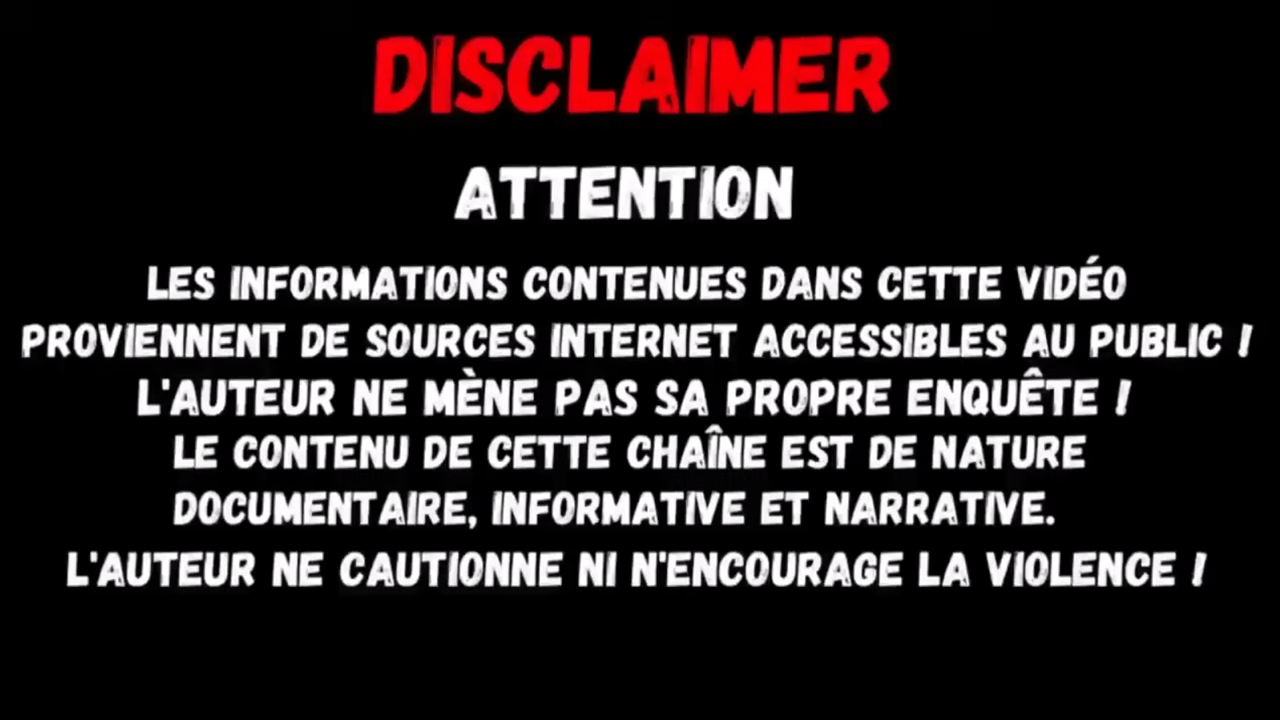 DISCLAIMER
ATTENTION
LES INFORMATIONS CONTENUES DANS CETTE VIDÉO
PROVIENNENT DE SOURCES INTERNET ACCESSIBLES AU PUBLIC !
L'AUTEUR NE MÈNE PAS SA PROPRE ENQUÊTE !
LE CONTENU DE CETTE CHAÎNE EST DE NATURE
DOCUMENTAIRE, INFORMATIVE ET NARRATIVE.
L'AUTEUR NE CAUTIONNE NI N'ENCOURAGE LA VIOLENCE !